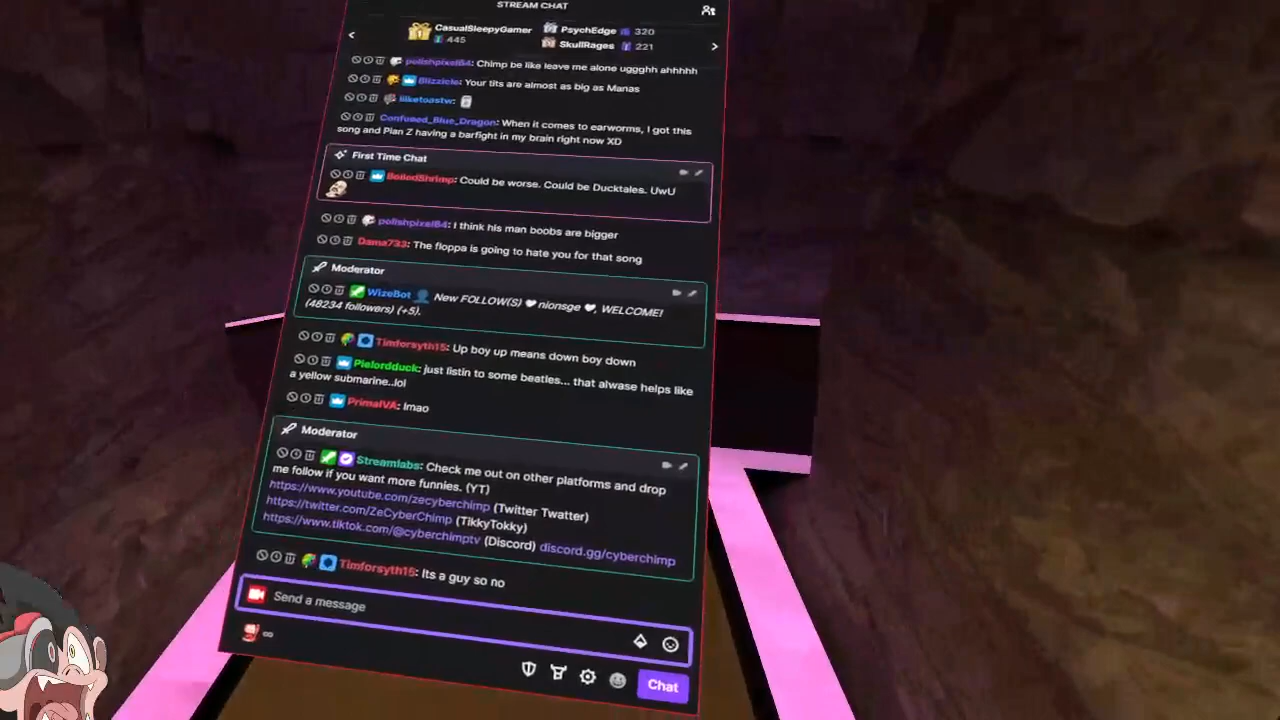 STREAM CHAT
CasualSleepyGamer
445
PsychEdge 320
SkullRages 221
polishpixel84: Chimp be like leave me alone uggghh ahhhhh
Blizzicle: Your tits are almost as big as Manas
iliketoastw:
Confused_Blue_Dragon: When it comes to earworms, I got this
song and Plan Z having a barfight in my brain right now XD
First Time Chat
BoiledShrimp: Could be worse. Could be Ducktales. UwU
polishpixel84: I think his man boobs are bigger
Dama733: The floppa is going to hate you for that song
Moderator
WizeBot New FOLLOW(S) nionsge , WELCOME!
(48234 followers) (+5).
Timforsyth15: Up boy up means down boy down
Pielordduck: just listin to some beatles... that alwase helps like
a yellow submarine..lol
PrimalVA: lmao
Moderator
Streamlabs: Check me out on other platforms and drop
me follow if you want more funnies. (YT)
https://www.youtube.com/zecyberchimp (Twitter Twatter)
https://twitter.com/ZeCyberChimp (TikkyTokky)
https://www.tiktok.com/@cyberchimptv (Discord) discord.gg/cyberchimp
Timforsyth15: Its a guy so no
Send a message
Chat